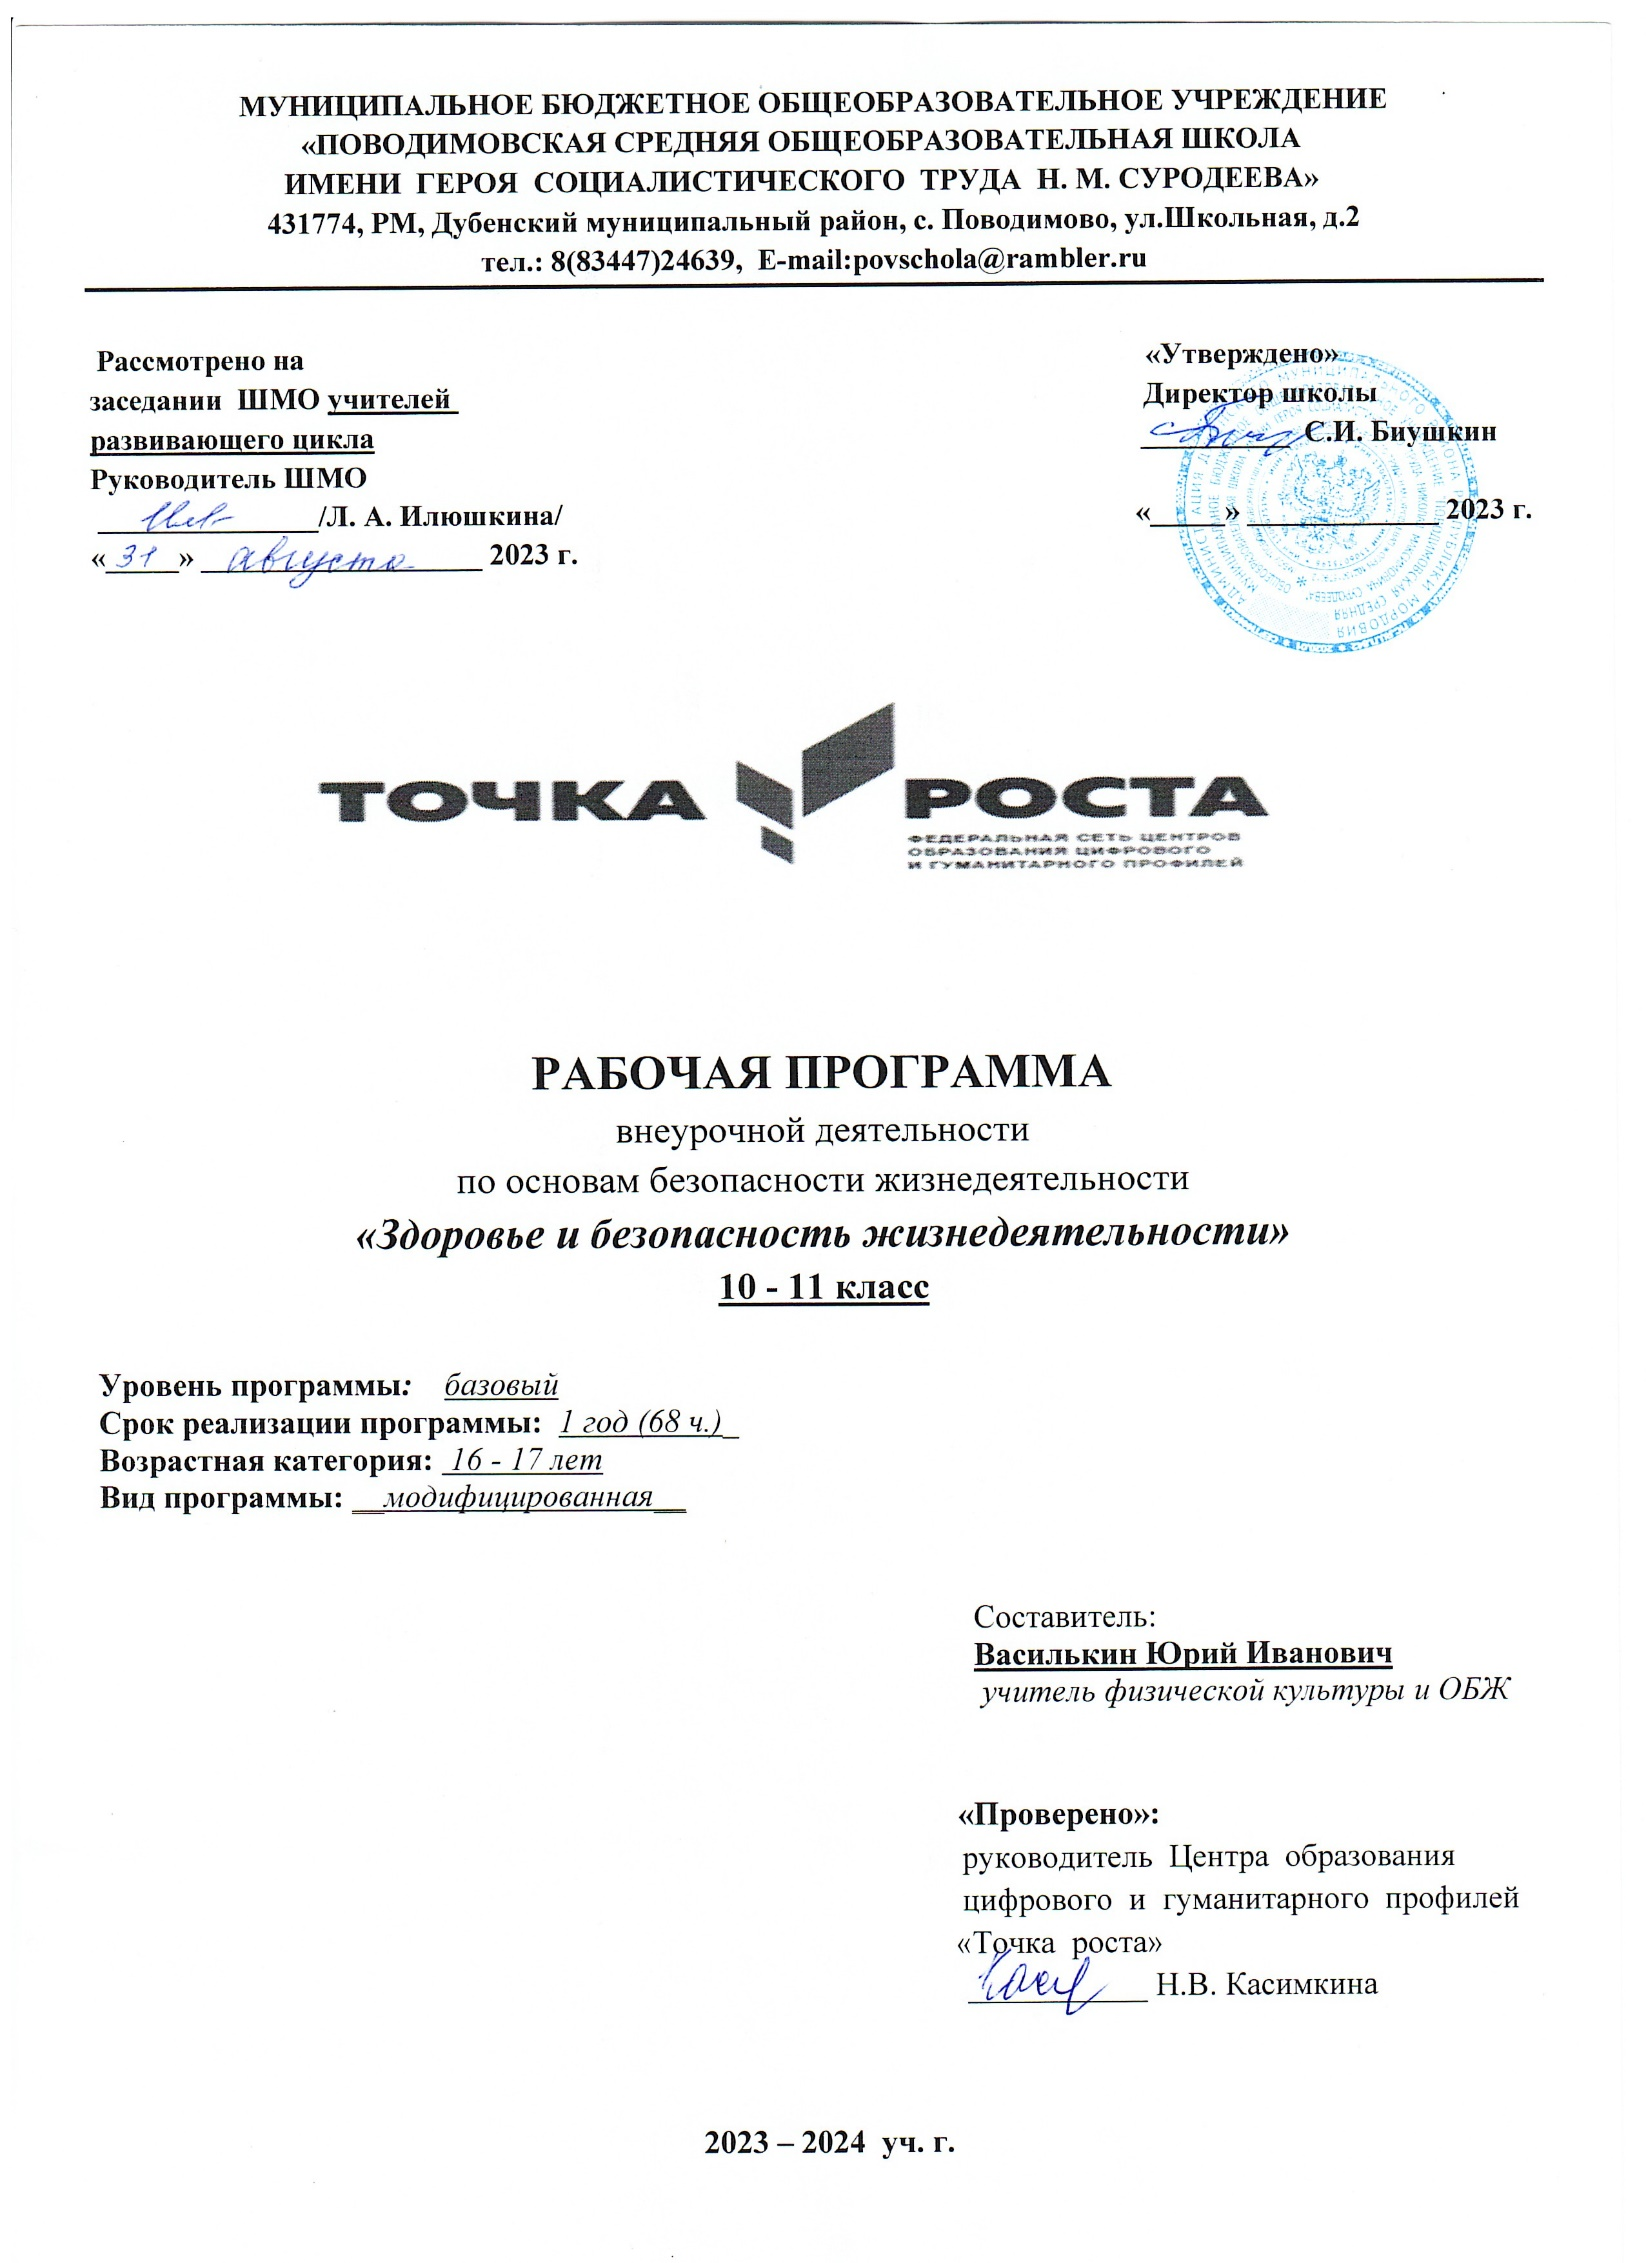 МУНИЦИПАЛЬНОЕ БЮДЖЕТНОЕ ОБЩЕОБРАЗОВАТЕЛЬНОЕ УЧРЕЖДЕНИЕ
«ПОВОДИМОВСКАЯ СРЕДНЯЯ ОБЩЕОБРАЗОВАТЕЛЬНАЯ ШКОЛА
ИМЕНИ ГЕРОЯ СОЦИАЛИСТИЧЕСКОГО ТРУДА Н. М. СУРОДЕЕВА»
431774, РМ, Дубенский муниципальный район, с. Поводимово, ул.Школьная, д.2
тел.: 8(83447)24639, E-mail:povschola@rambler.ru
Рассмотрено на
заседании ШМО учителей
развивающего цикла
Руководитель ШМО
/Л. А. Илюшкина/
«31» августа 2023 г.
«Утверждено»
Директор школы
С.И. Биушкин
«____» ____________ 2023 г.
ТОЧКА РОСТА
ФЕДЕРАЛЬНАЯ СЕТЬ ЦЕНТРОВ
ОБРАЗОВАНИЯ ЦИФРОВОГО
И ГУМАНИТАРНОГО ПРОФИЛЕЙ
РАБОЧАЯ ПРОГРАММА
внеурочной деятельности
по основам безопасности жизнедеятельности
«Здоровье и безопасность жизнедеятельности»
10 - 11 класс
Уровень программы: базовый
Срок реализации программы: 1 год (68 ч.)_
Возрастная категория: 16 - 17 лет
Вид программы: __модифицированная__
Составитель:
Василькин Юрий Иванович
учитель физической культуры и ОБЖ
«Проверено»:
руководитель Центра образования
цифрового и гуманитарного профилей
«Точка роста»
Н.В. Касимкина
2023 – 2024 уч. г.